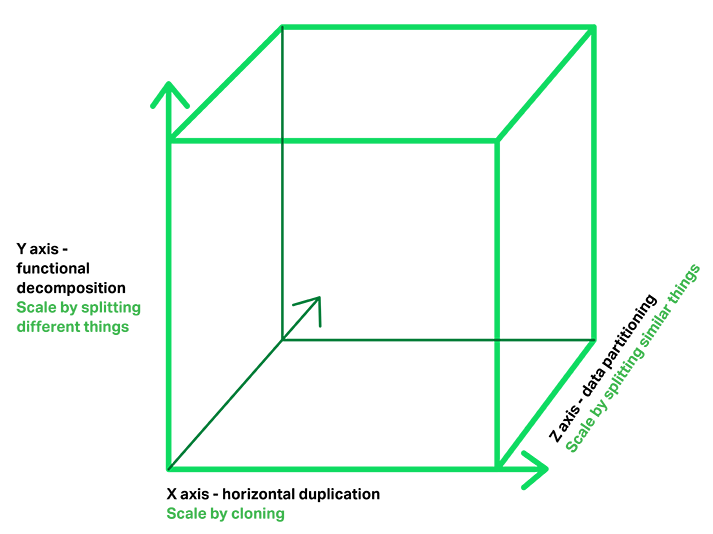 Y axis -
functional
decomposition
Scale by splitting
different things
Z axis - data partitioning
Scale by splitting similar things
X axis - horizontal duplication
Scale by cloning